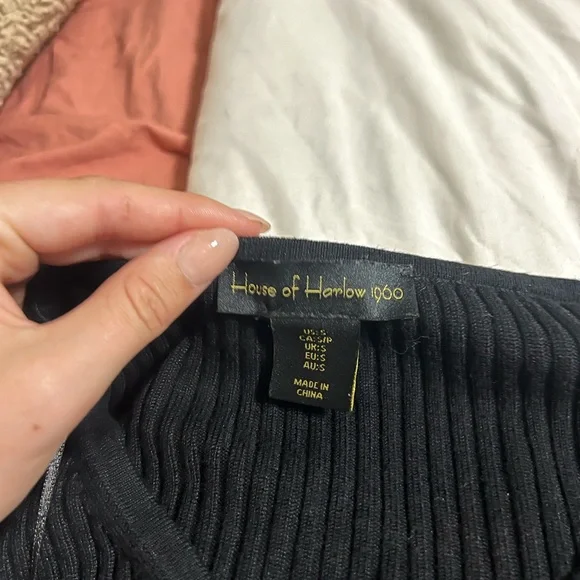 House of Harlow 1960
US:S
CA:S/P
UK:S
EU:S
AU:S
MADE IN
CHINA